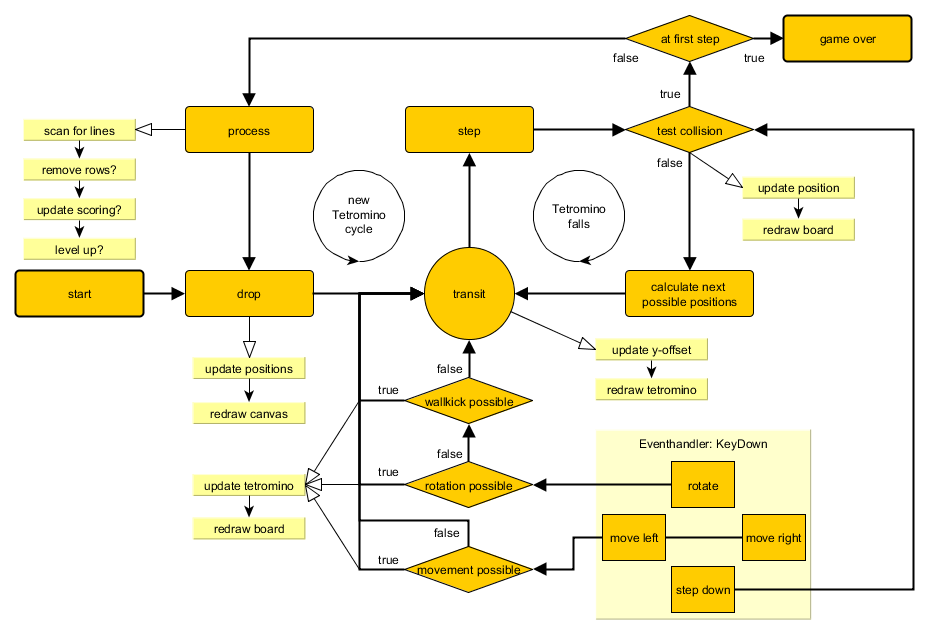 at first step
game over
false
true
true
scan for lines
process
step
test collision
false
remove rows?
new
Tetromino
cycle
Tetromino
falls
update position
update scoring?
redraw board
level up?
start
drop
transit
calculate next
possible positions
update y-offset
update positions
false
redraw tetromino
true
wallkick possible
redraw canvas
Eventhandler: KeyDown
false
true
update tetromino
rotation possible
rotate
redraw board
false
move left
move right
true
movement possible
step down